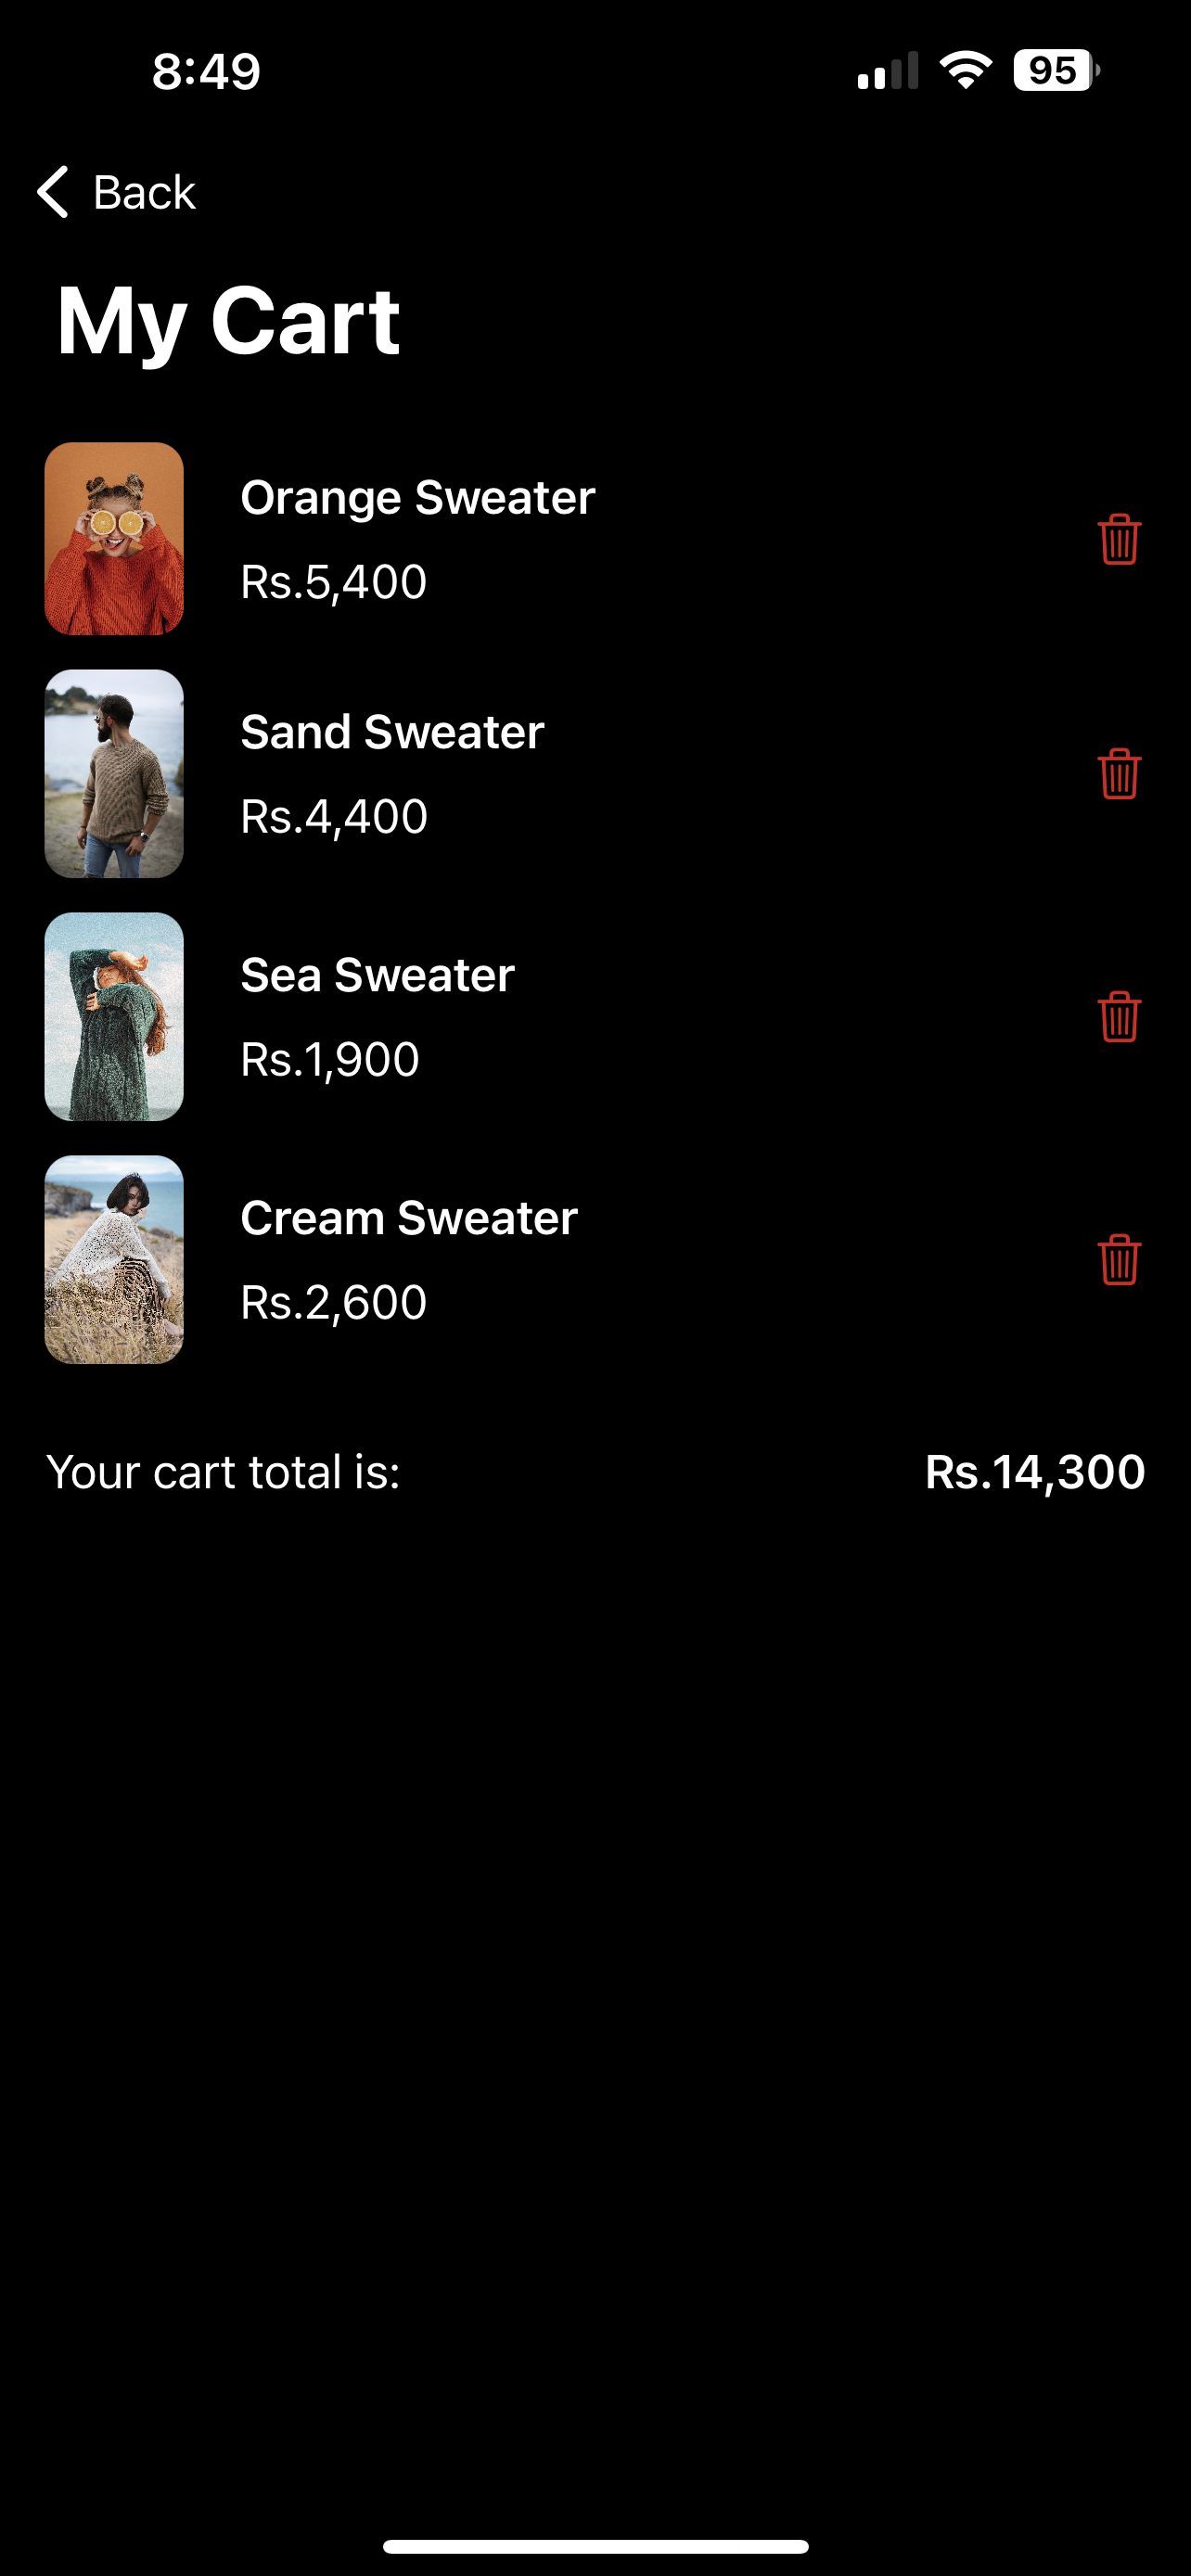 8:49
95
Back
My Cart
Orange Sweater
Rs.5,400
Sand Sweater
Rs.4,400
Sea Sweater
Rs.1,900
Cream Sweater
Rs.2,600
Your cart total is: Rs.14,300